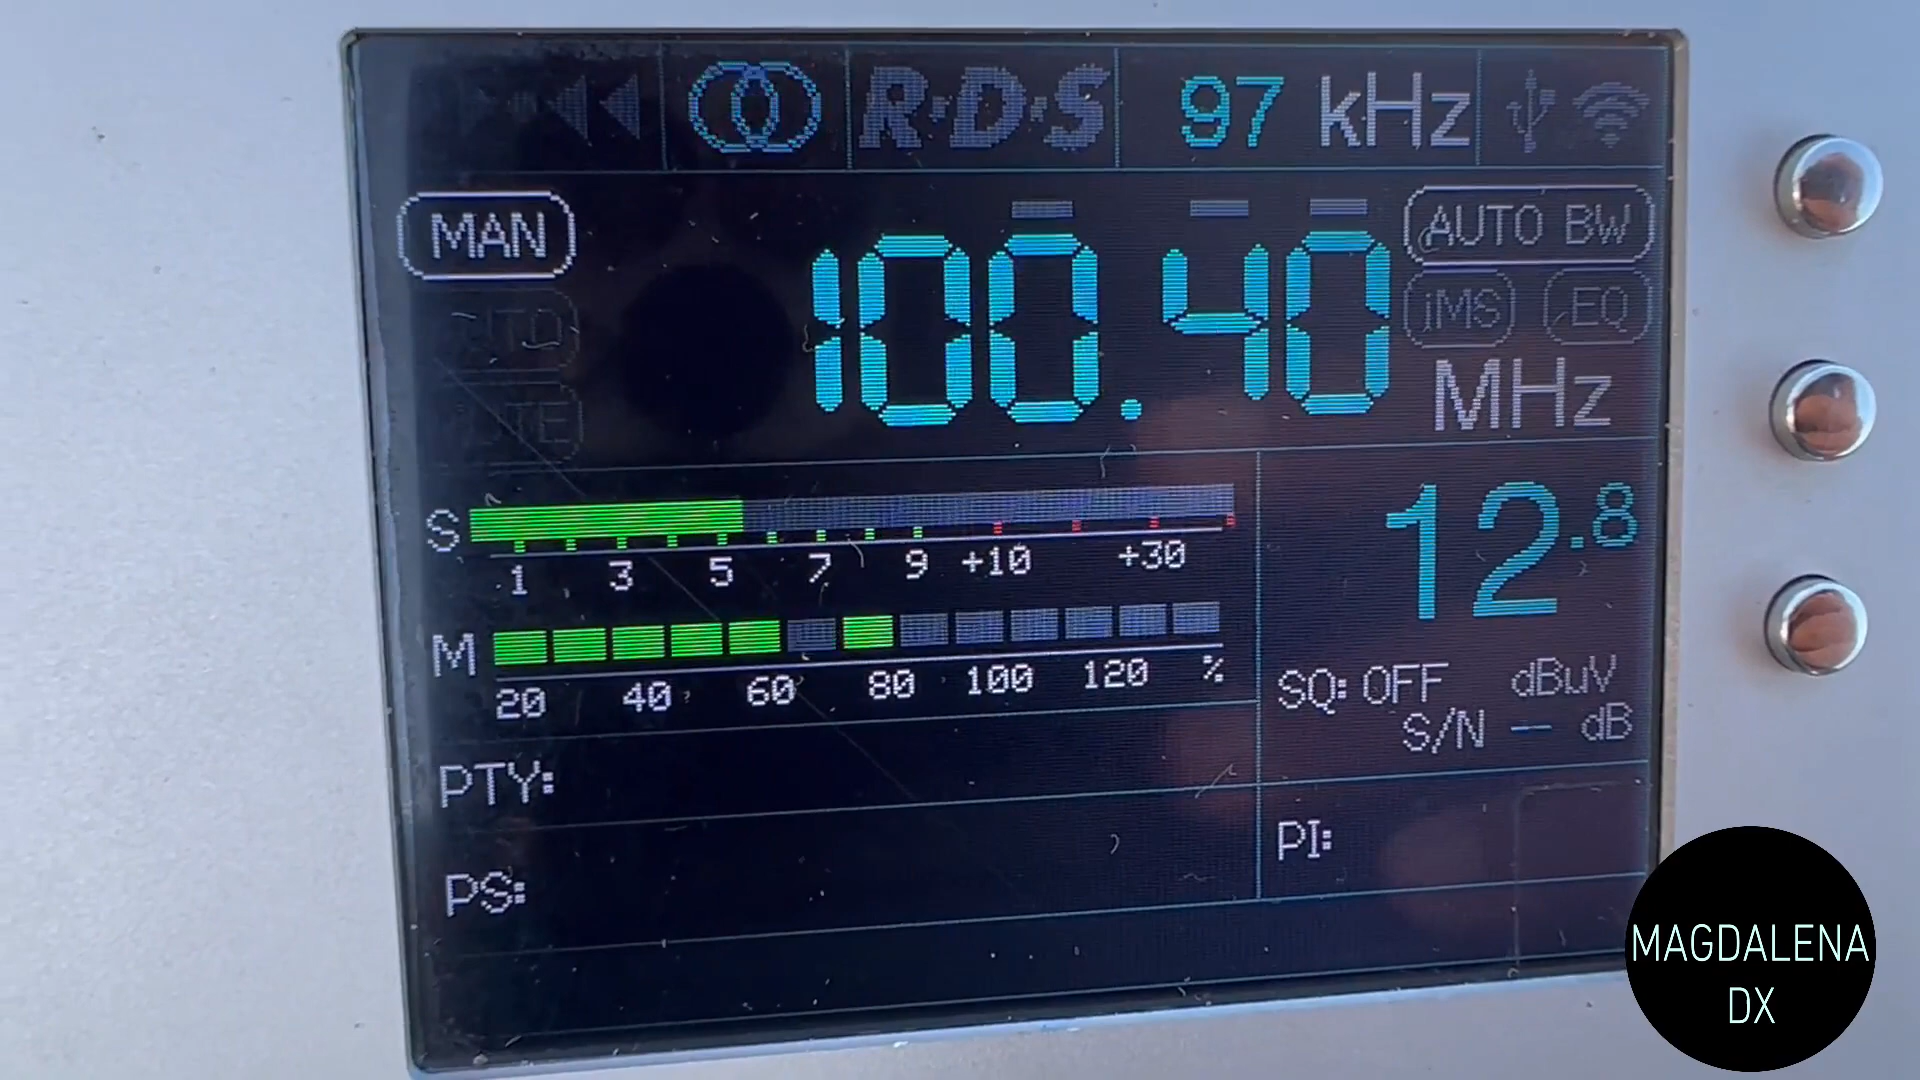 R·D·S 97 kHz
MAN
100.40
AUTO BW
iMS EQ
MHz
S
1 3 5 7 9 +10 +30
12.8
M
20 40 60 80 100 120 %
SQ: OFF dBuV
S/N -- dB
PTY:
PI:
PS:
MAGDALENA
DX